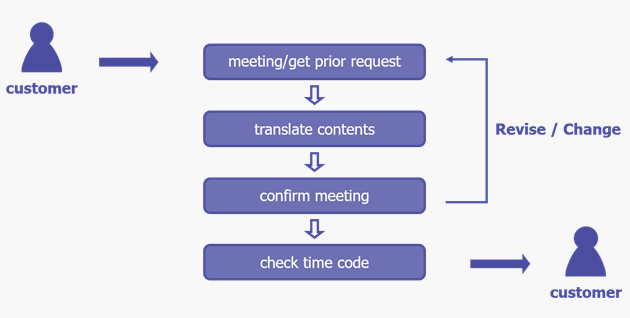 customer
meeting/get prior request
translate contents
Revise / Change
confirm meeting
check time code
customer